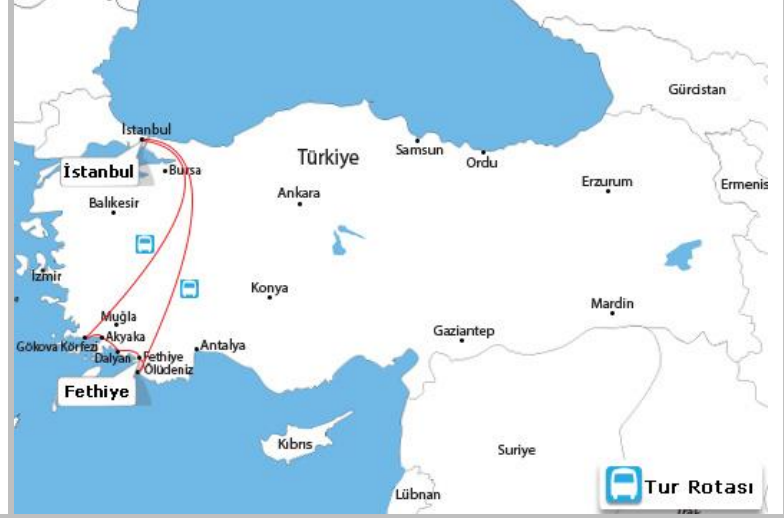 Gürcistan
İstanbul
İstanbul
Bursa
Türkiye
Samsun
Ordu
Erzurum
Ermenis
Balıkesir
Ankara
İzmir
Konya
Mardin
Muğla
Gaziantep
Gökova Körfezi
Akyaka
Antalya
Dalyan
Fethiye
Ölüdeniz
Fethiye
Kıbrıs
Suriye
Lübnan
Tur Rotası
Irak